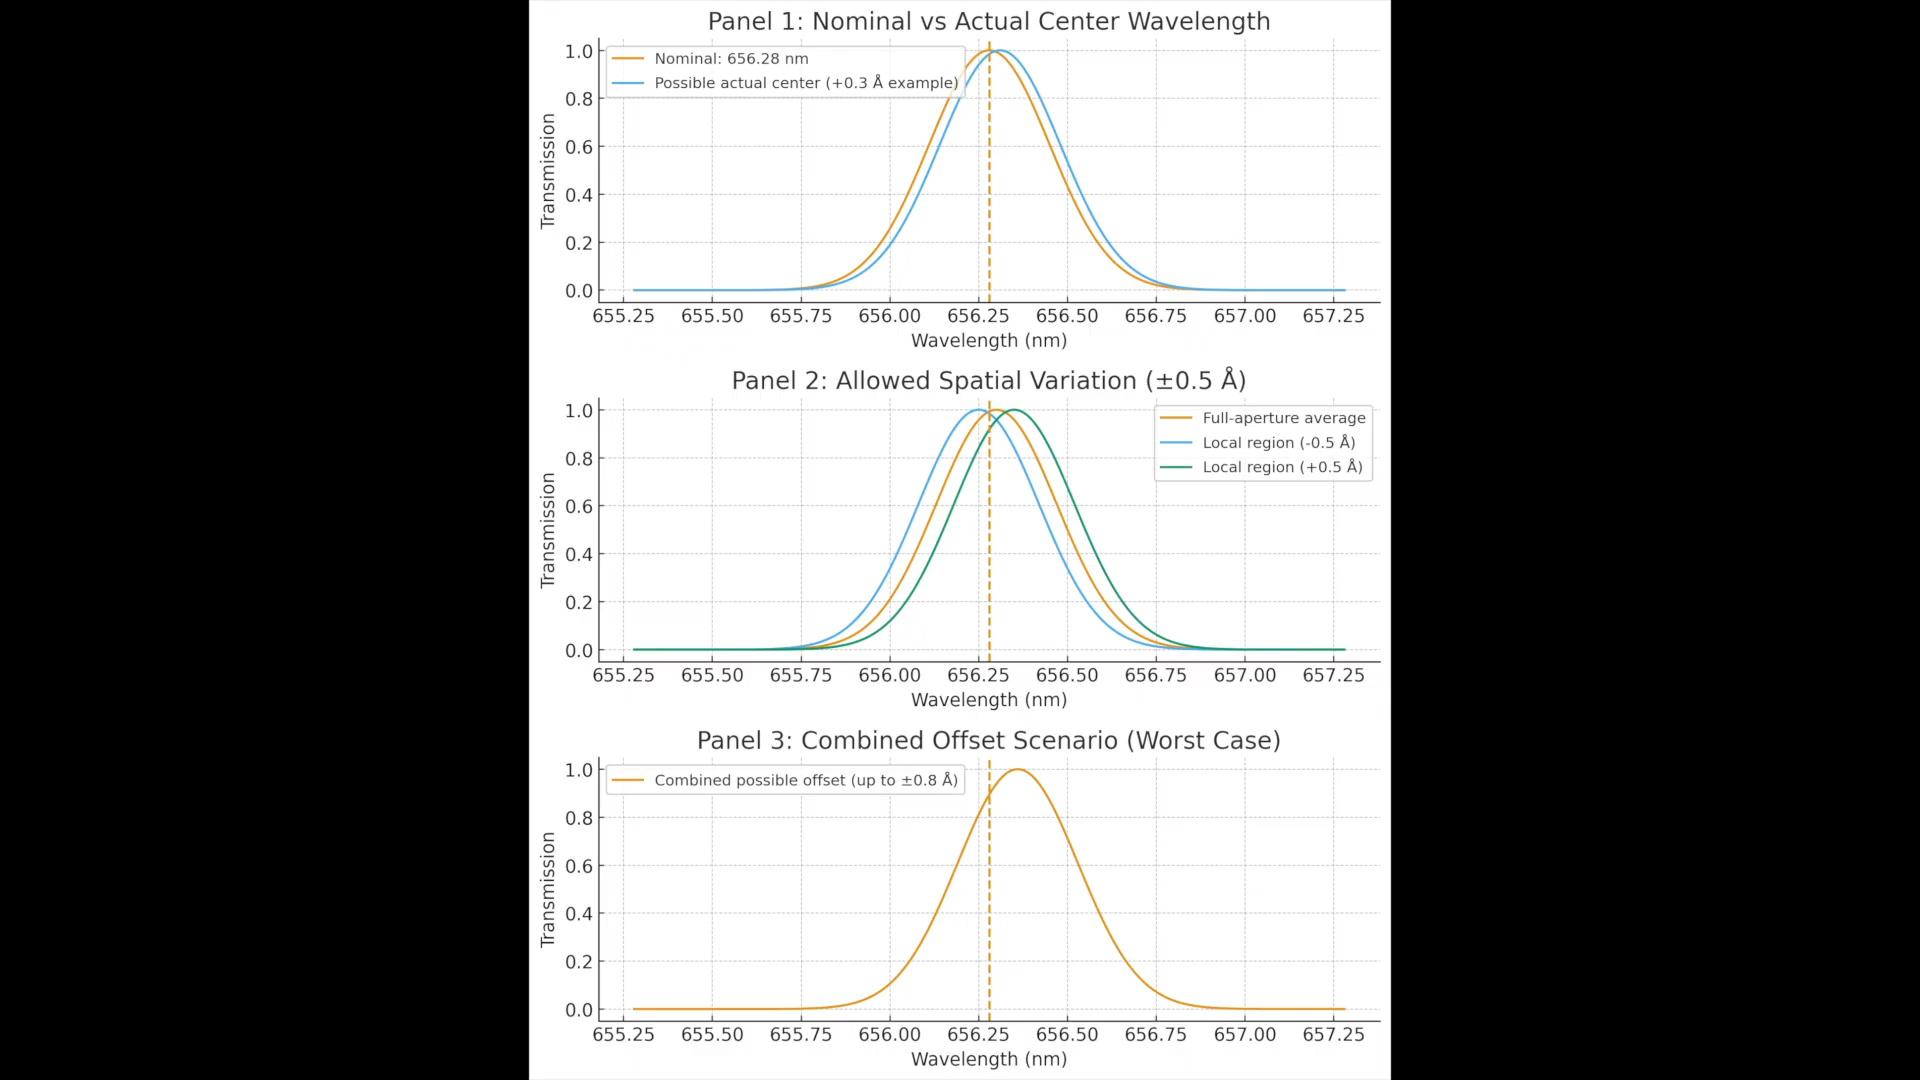 Panel 1: Nominal vs Actual Center Wavelength
Nominal: 656.28 nm
Possible actual center (+0.3 Å example)
Transmission
1.0
0.8
0.6
0.4
0.2
0.0
655.25 655.50 655.75 656.00 656.25 656.50 656.75 657.00 657.25
Wavelength (nm)
Panel 2: Allowed Spatial Variation (±0.5 Å)
Full-aperture average
Local region (-0.5 Å)
Local region (+0.5 Å)
Transmission
1.0
0.8
0.6
0.4
0.2
0.0
655.25 655.50 655.75 656.00 656.25 656.50 656.75 657.00 657.25
Wavelength (nm)
Panel 3: Combined Offset Scenario (Worst Case)
Combined possible offset (up to ±0.8 Å)
Transmission
1.0
0.8
0.6
0.4
0.2
0.0
655.25 655.50 655.75 656.00 656.25 656.50 656.75 657.00 657.25
Wavelength (nm)